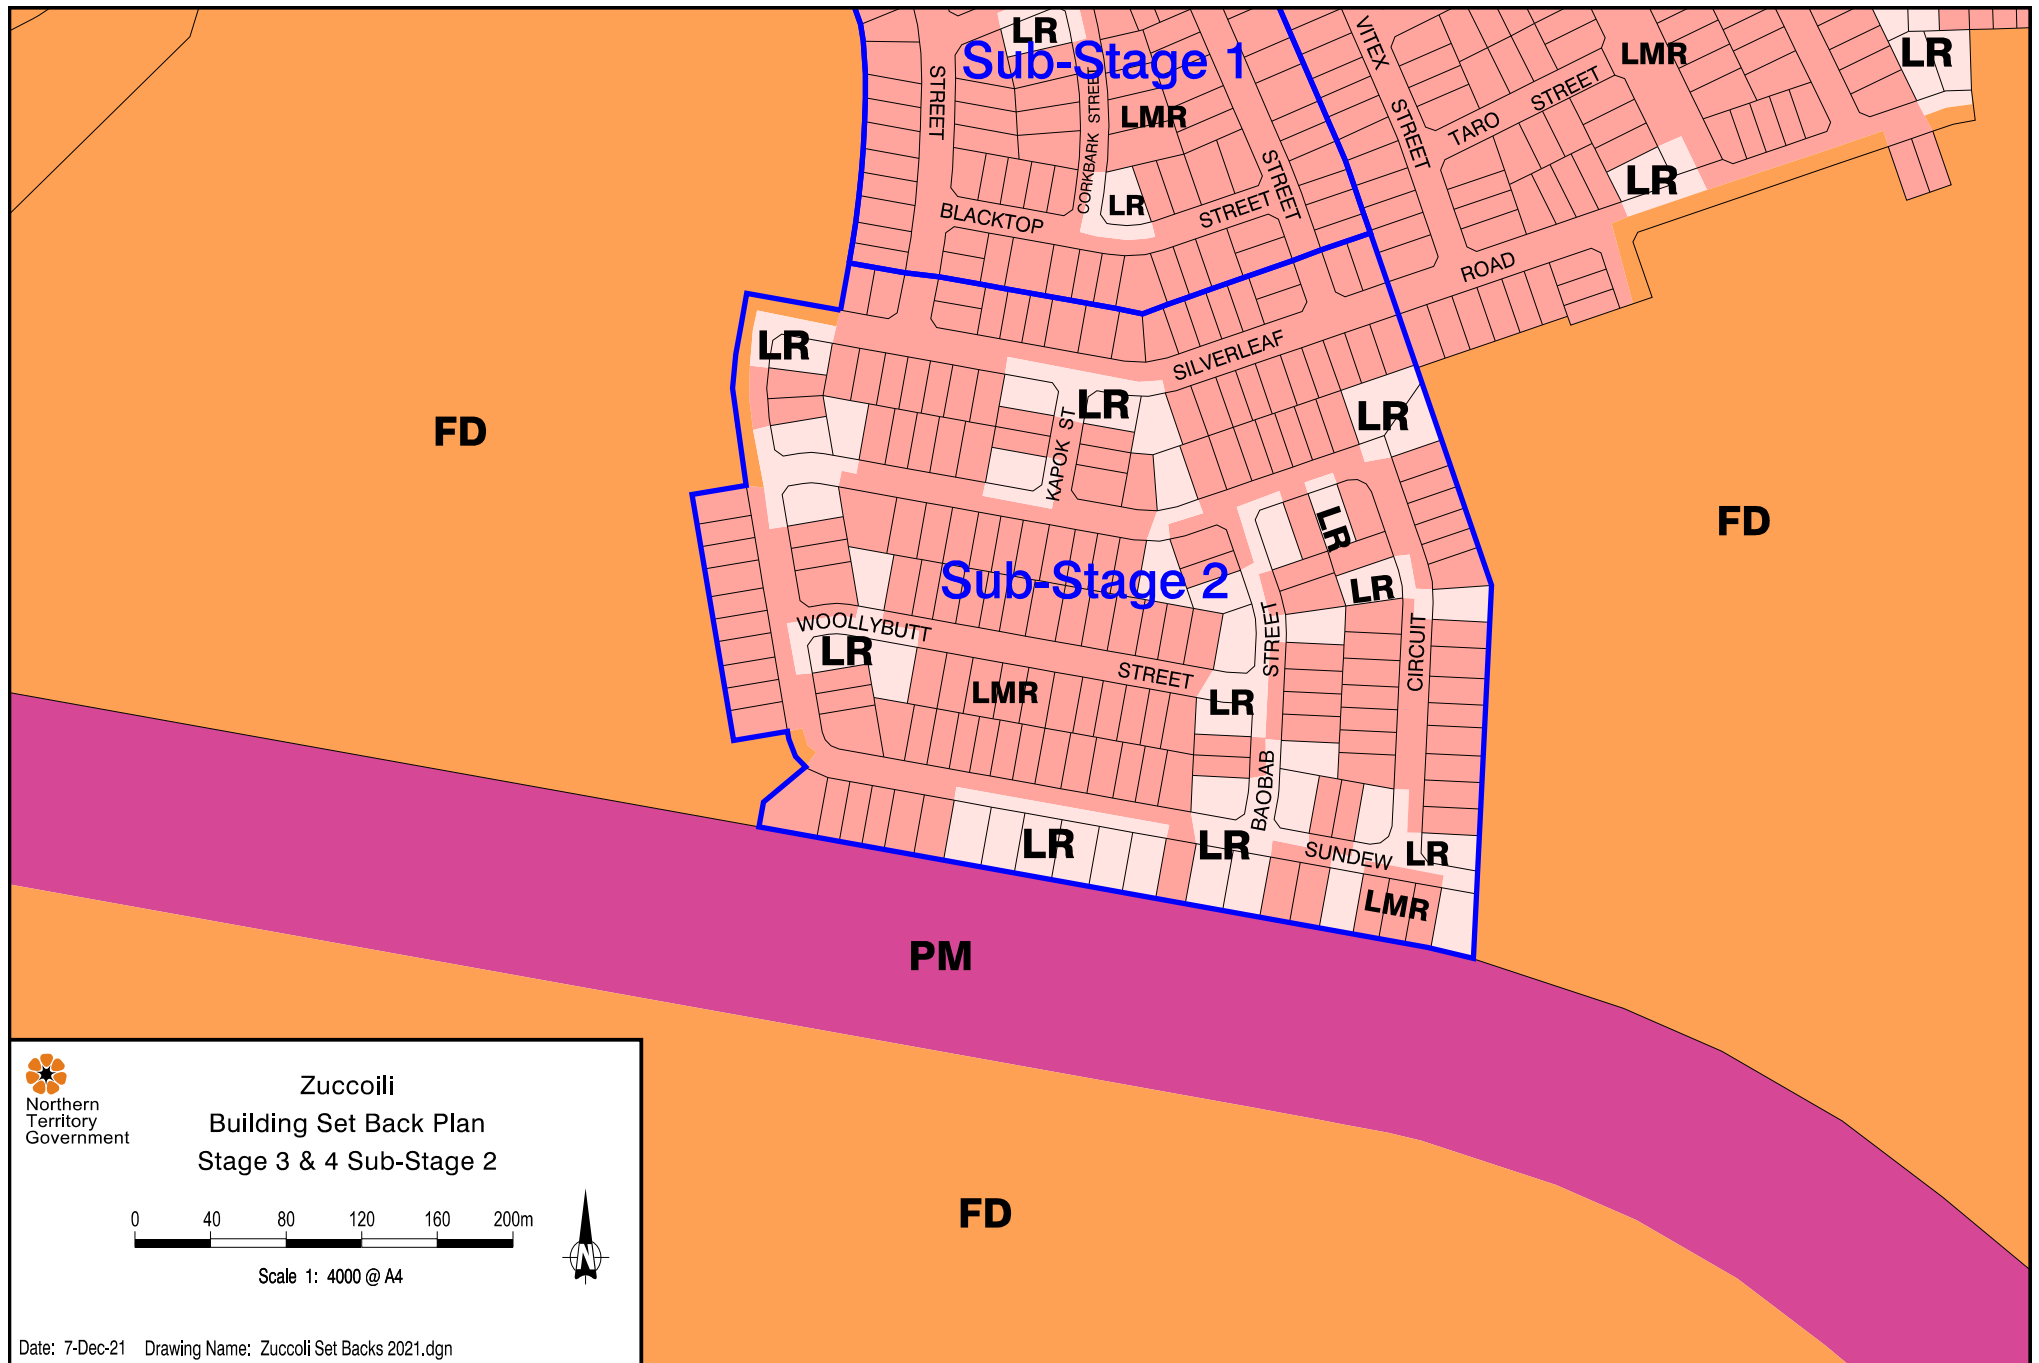 LR
Sub-Stage 1
VITEX
STREET
LMR
LR
STREET
CORKBARK STREET
LMR
TARO STREET
STREET
LR
LR
BLACKTOP
STREET
ROAD
LR
SILVERLEAF
LR
KAPOK ST
LR
FD
FD
LR
Sub-Stage 2
LR
WOOLLYBUTT
STREET
STREET
CIRCUIT
LR
LMR
LR
BAOBAB
LR
LR
SUNDEW
LR
LMR
PM
FD
Northern
Territory
Government
Zuccoili
Building Set Back Plan
Stage 3 & 4 Sub-Stage 2
0 40 80 120 160 200m
Scale 1: 4000 @ A4
N
Date: 7-Dec-21 Drawing Name: Zuccoli Set Backs 2021.dgn